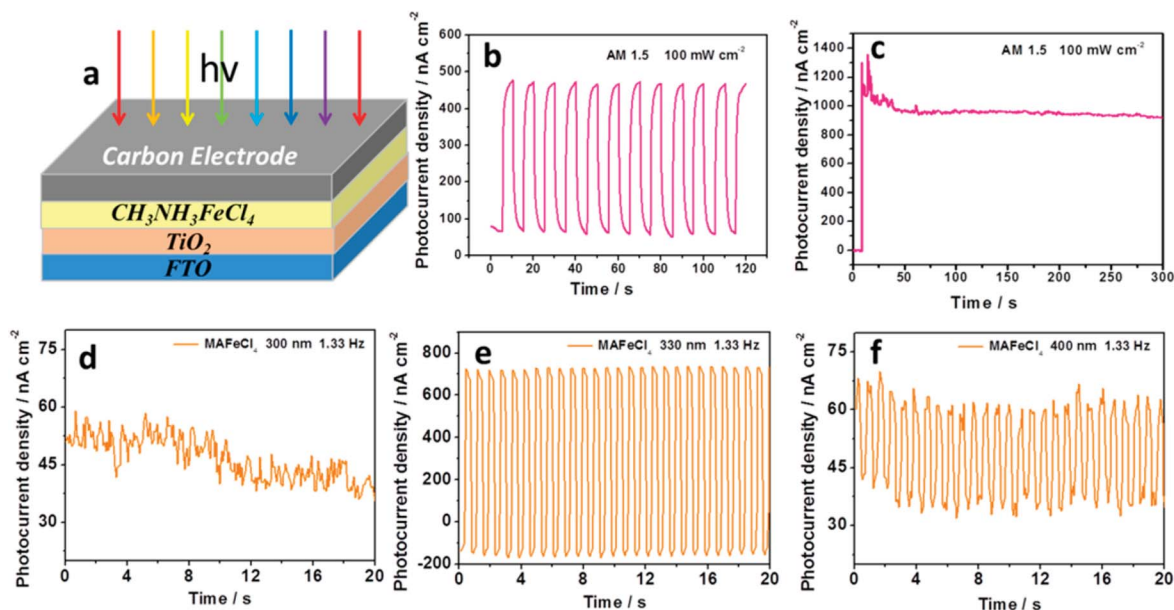 a
hν
Carbon Electrode
CH₃NH₃FeCl₄
TiO₂
FTO
b
AM 1.5 100 mW cm⁻²
Photocurrent density / nA cm⁻²
600
500
400
300
200
100
0
0 20 40 60 80 100 120
Time / s
c
AM 1.5 100 mW cm⁻²
Photocurrent density / nA cm⁻²
1400
1200
1000
800
600
400
200
0
0 50 100 150 200 250 300
Time / s
d
MAFeCl₄ 300 nm 1.33 Hz
Photocurrent density / nA cm⁻²
75
60
45
30
0 4 8 12 16 20
Time / s
e
MAFeCl₄ 330 nm 1.33 Hz
Photocurrent density / nA cm⁻²
800
600
400
200
0
-200
0 2 4 6 8 10 12 14 16 18 20
Time / s
f
MAFeCl₄ 400 nm 1.33 Hz
Photocurrent density / nA cm⁻²
75
60
45
30
0 4 8 12 16 20
Time / s